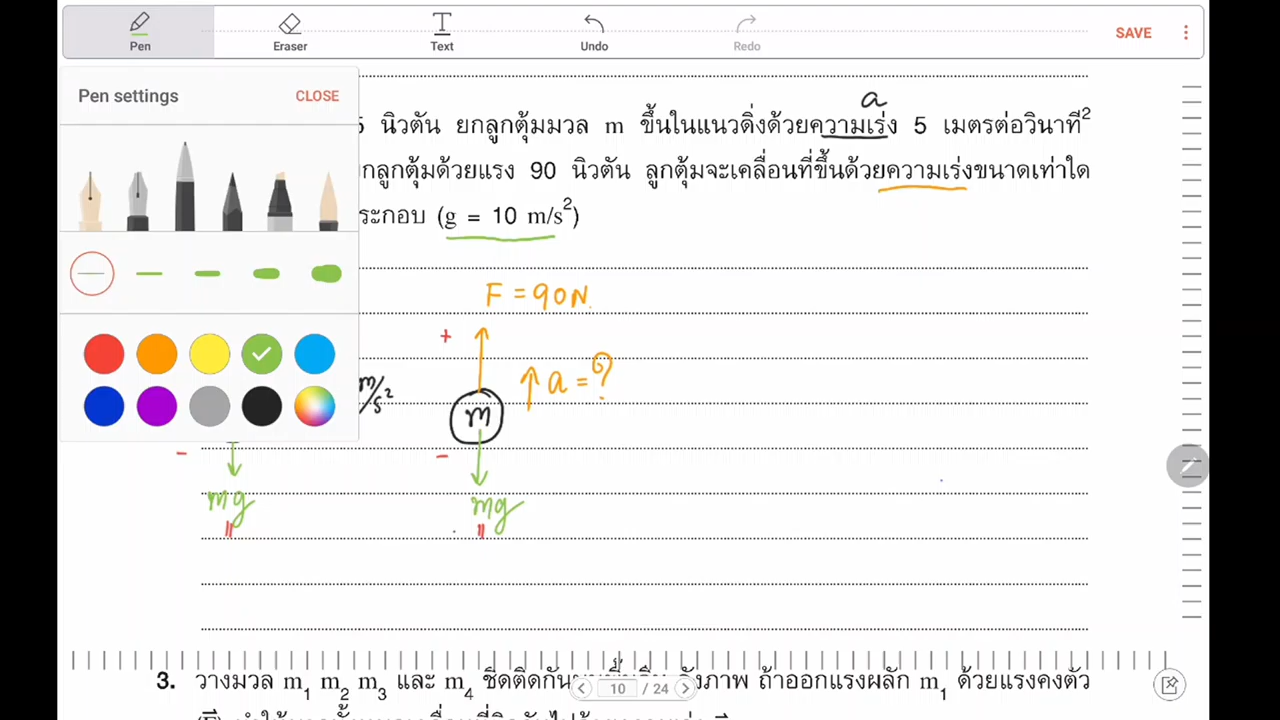 Pen Eraser Text Undo Redo SAVE
Pen settings CLOSE
a
5 นิวตัน ยกลูกตุ้มมวล m ขึ้นในแนวดิ่งด้วยความเร่ง 5 เมตรต่อวินาที²
ลูกตุ้มด้วยแรง 90 นิวตัน ลูกตุ้มจะเคลื่อนที่ขึ้นด้วยความเร่งขนาดเท่าใด
(g = 10 m/s²)
F = 90N
+
a = ?
m/s²
m
- -
mg mg
3. วางมวล m₁ m₂ m₃ และ m₄ ชิดติดกัน ดังภาพ ถ้าออกแรงผลัก m₁ ด้วยแรงคงตัว
10 / 24